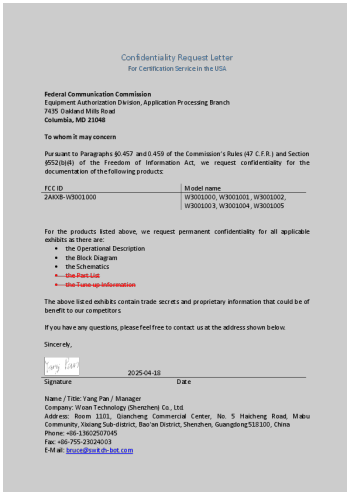 Confidentiality Request Letter
For Certification Service in the USA
Federal Communication Commission
Equipment Authorization Division, Application Processing Branch
7435 Oakland Mills Road
Columbia, MD 21048
To whom it may concern
Pursuant to Paragraphs §0.457 and 0.459 of the Commission's Rules (47 C.F.R.) and Section
§552(b)(4) of the Freedom of Information Act, we request confidentiality for the
documentation of the following products:
FCC ID Model name
2AKXB-W3001000 W3001000, W3001001, W3001002,
W3001003, W3001004, W3001005
For the products listed above, we request permanent confidentiality for all applicable
exhibits as there are:
• the Operational Description
• the Block Diagram
• the Schematics
• the Part List
• the Tune up Information
The above listed exhibits contain trade secrets and proprietary information that could be of
benefit to our competitors.
If you have any questions, please feel free to contact us at the address shown below.
Sincerely,
Yang Pan
2025-04-18
Signature Date
Name / Title: Yang Pan / Manager
Company: Woan Technology (Shenzhen) Co., Ltd.
Address: Room 1101, Qiancheng Commercial Center, No. 5 Haicheng Road, Mabu
Community, Xixiang Sub-district, Bao'an District, Shenzhen, Guangdong518100, China
Phone: +86-13602507045
Fax: +86-755-23024003
E-Mail: bruce@switch-bot.com